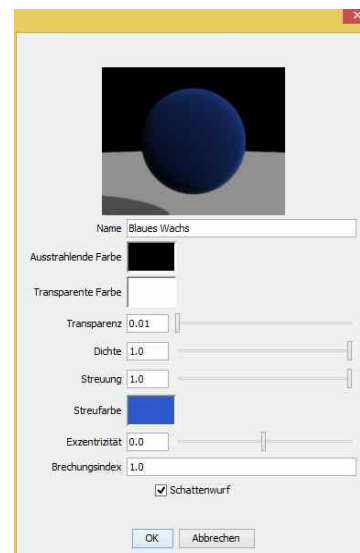 Name Blaues Wachs
Ausstrahlende Farbe
Transparente Farbe
Transparenz 0.01
Dichte 1.0
Streuung 1.0
Streufarbe
Exzentrizität 0.0
Brechungsindex 1.0
Schattenwurf
OK Abbrechen